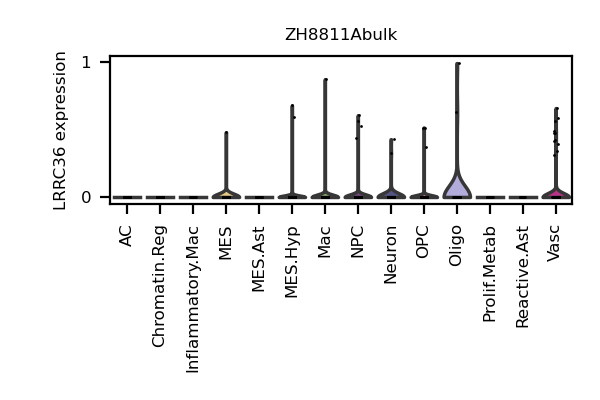 ZH8811Abulk
LRRC36 expression
1
0
AC
Chromatin.Reg
Inflammatory.Mac
MES
MES.Ast
MES.Hyp
Mac
NPC
Neuron
OPC
Oligo
Prolif.Metab
Reactive.Ast
Vasc